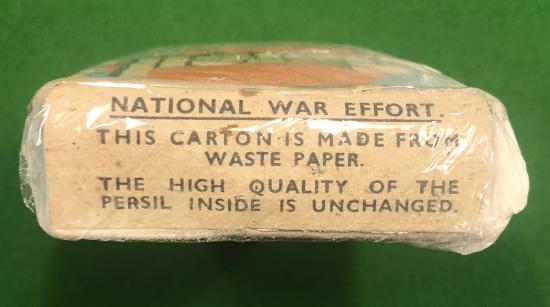 NATIONAL WAR EFFORT.
THIS CARTON IS MADE FROM
WASTE PAPER.
THE HIGH QUALITY OF THE
PERSIL INSIDE IS UNCHANGED.